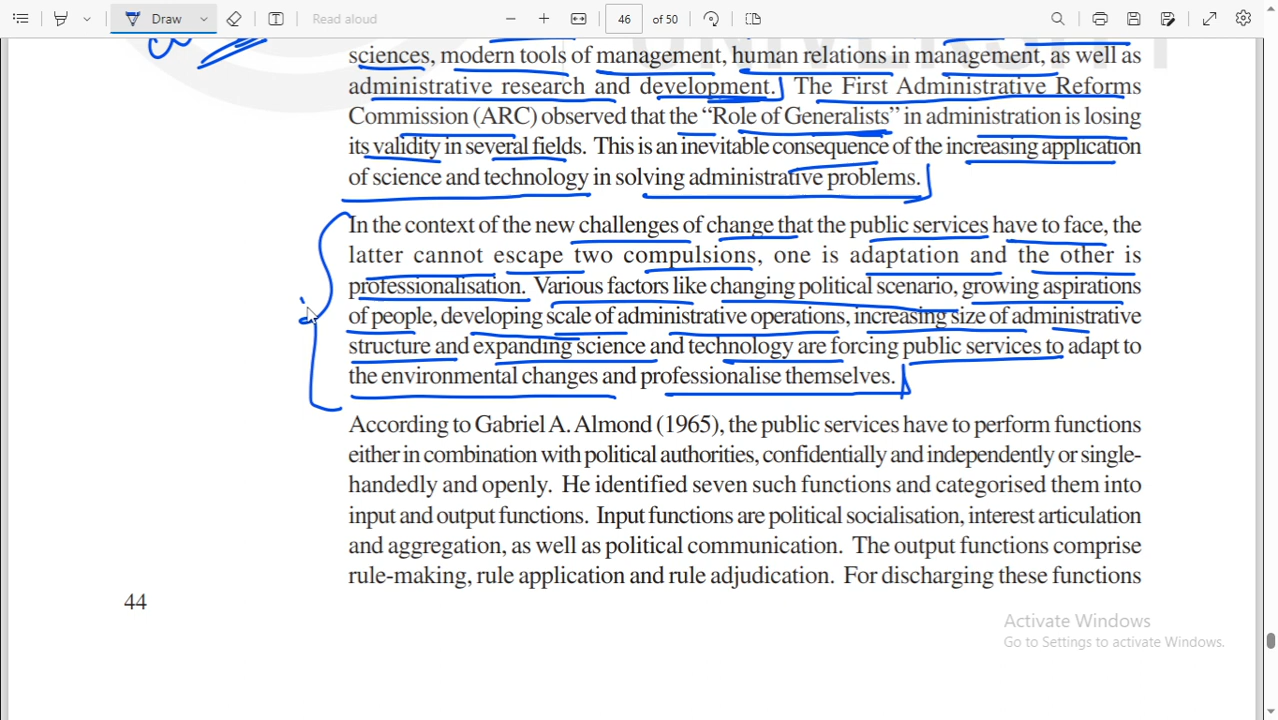 Draw
Read aloud
46 of 50
sciences, modern tools of management, human relations in management, as well as
administrative research and development. The First Administrative Reforms
Commission (ARC) observed that the “Role of Generalists” in administration is losing
its validity in several fields. This is an inevitable consequence of the increasing application
of science and technology in solving administrative problems.
In the context of the new challenges of change that the public services have to face, the
latter cannot escape two compulsions, one is adaptation and the other is
professionalisation. Various factors like changing political scenario, growing aspirations
of people, developing scale of administrative operations, increasing size of administrative
structure and expanding science and technology are forcing public services to adapt to
the environmental changes and professionalise themselves.
According to Gabriel A. Almond (1965), the public services have to perform functions
either in combination with political authorities, confidentially and independently or single-
handedly and openly. He identified seven such functions and categorised them into
input and output functions. Input functions are political socialisation, interest articulation
and aggregation, as well as political communication. The output functions comprise
rule-making, rule application and rule adjudication. For discharging these functions
44
Activate Windows
Go to Settings to activate Windows.